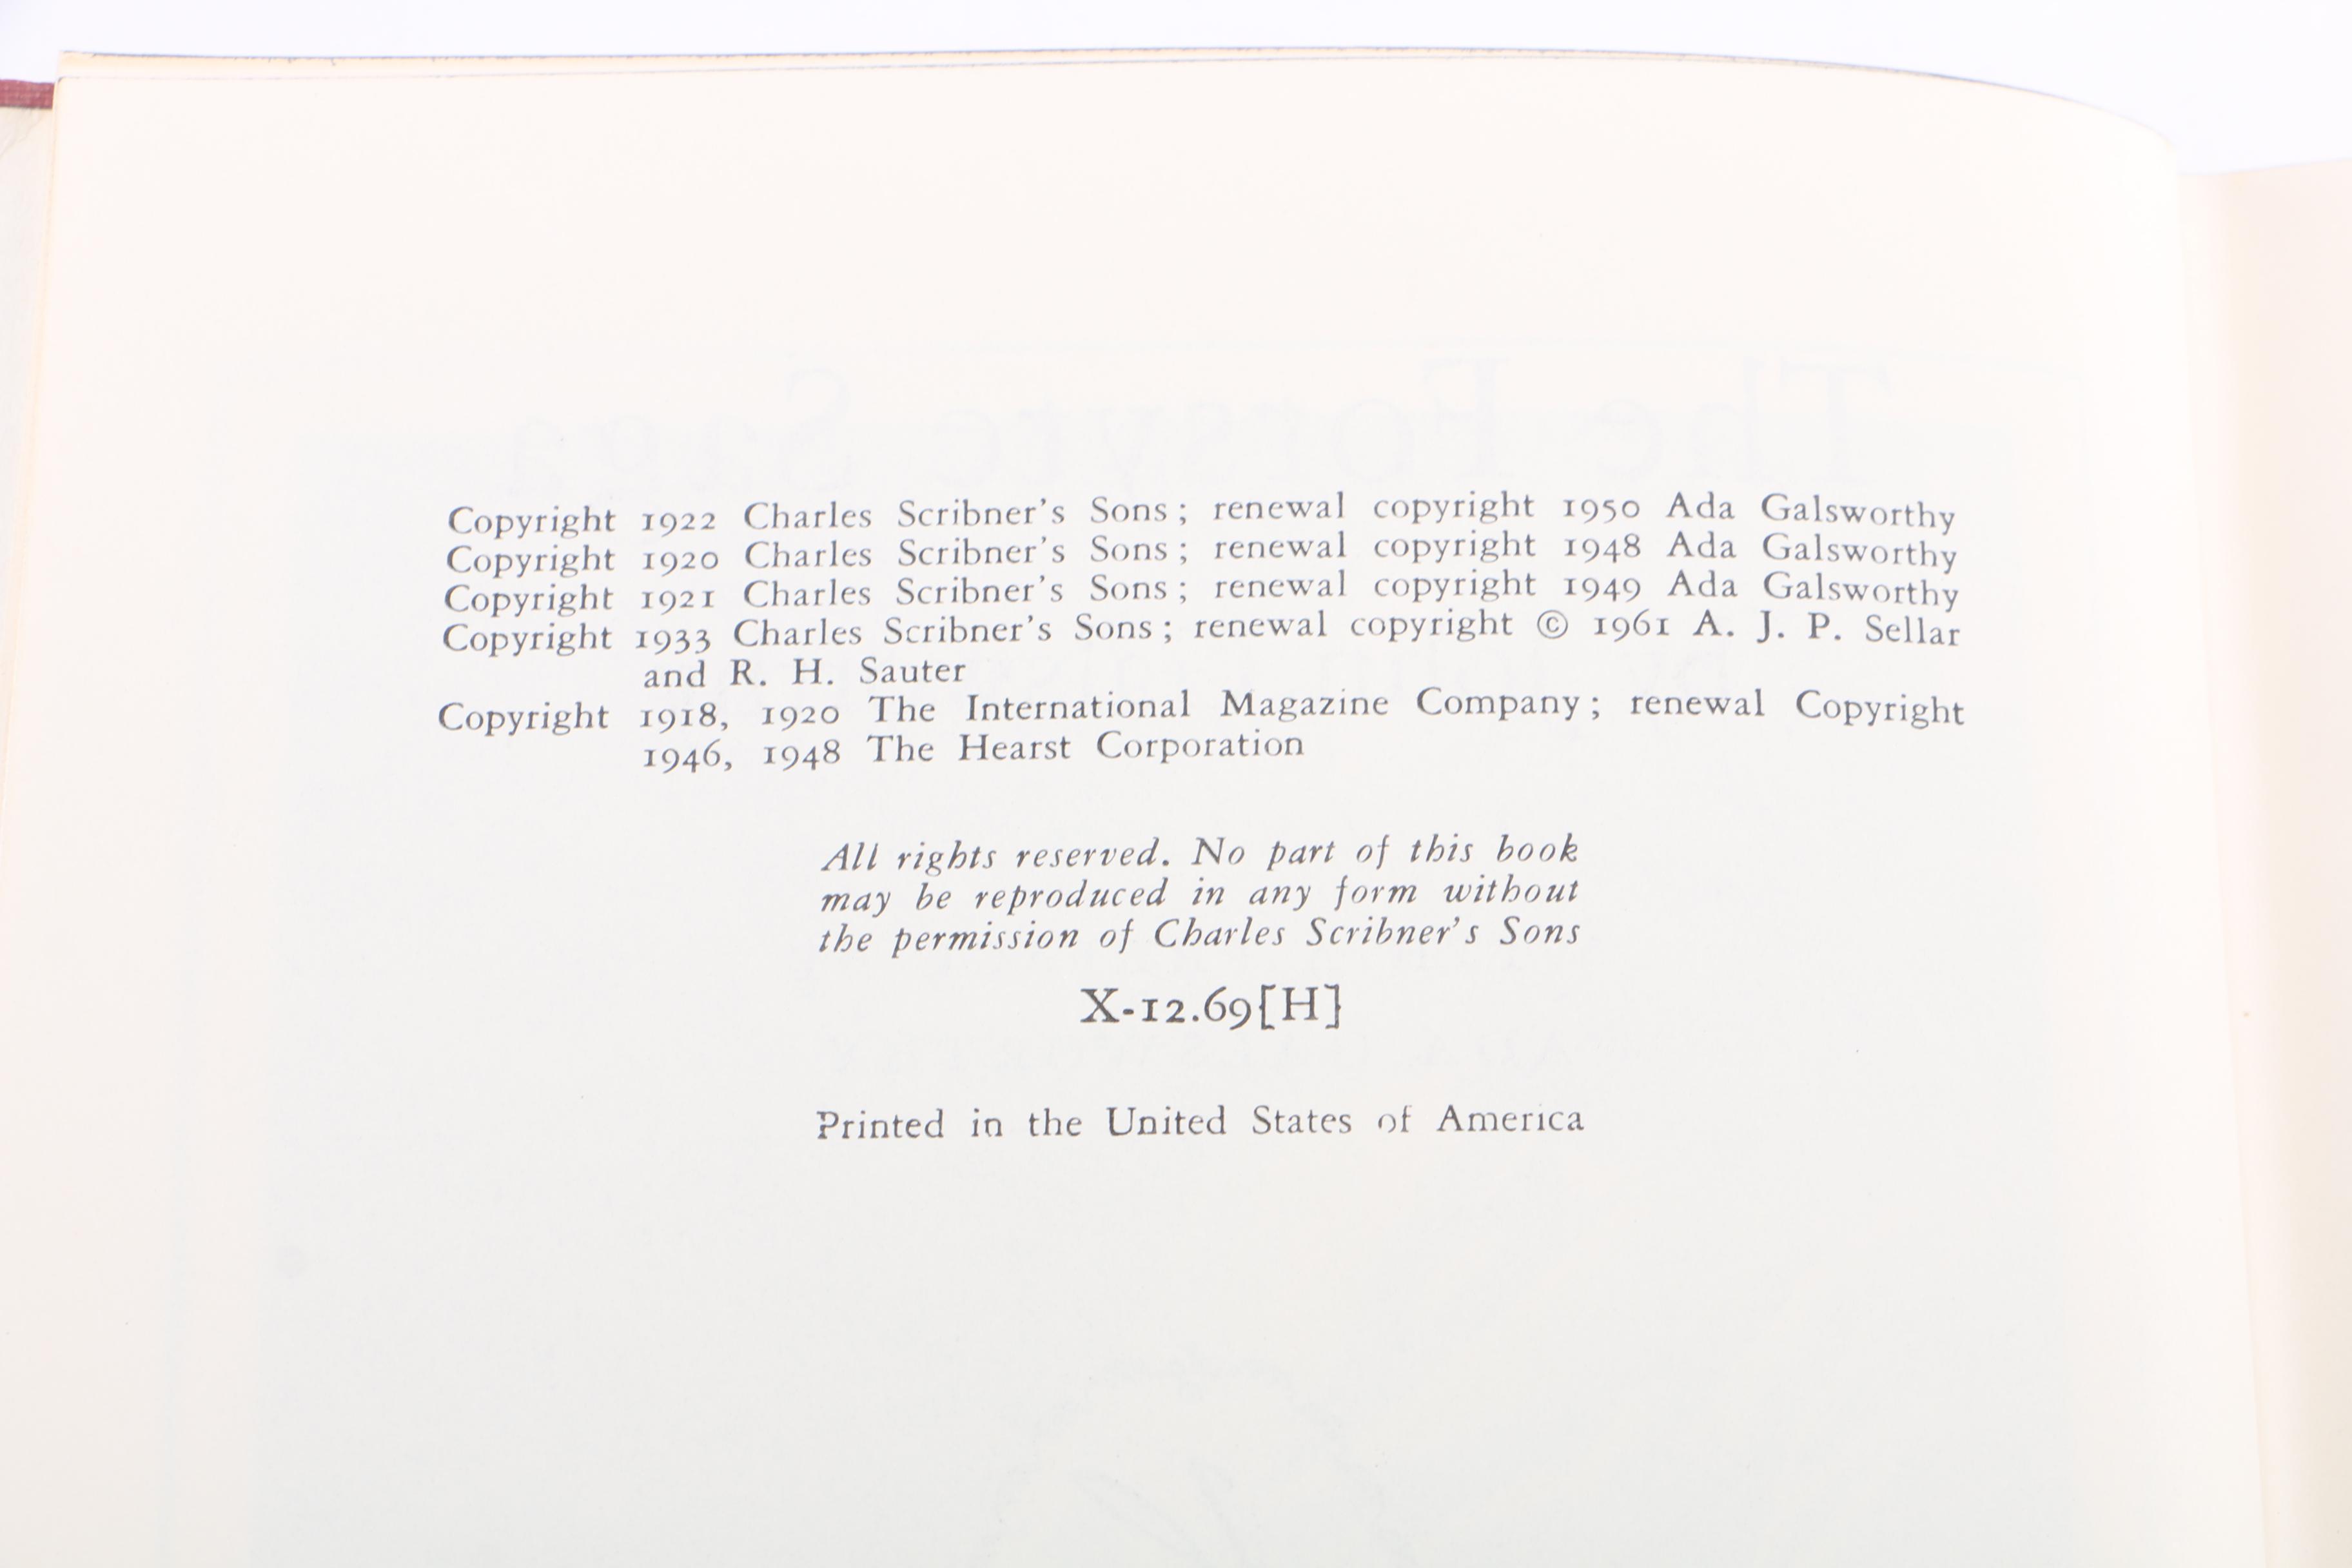 Copyright 1922 Charles Scribner's Sons; renewal copyright 1950 Ada Galsworthy
Copyright 1920 Charles Scribner's Sons; renewal copyright 1948 Ada Galsworthy
Copyright 1921 Charles Scribner's Sons; renewal copyright 1949 Ada Galsworthy
Copyright 1933 Charles Scribner's Sons; renewal copyright © 1961 A. J. P. Sellar
and R. H. Sauter
Copyright 1918, 1920 The International Magazine Company; renewal Copyright
1946, 1948 The Hearst Corporation
All rights reserved. No part of this book
may be reproduced in any form without
the permission of Charles Scribner's Sons
X-12.69[H]
Printed in the United States of America